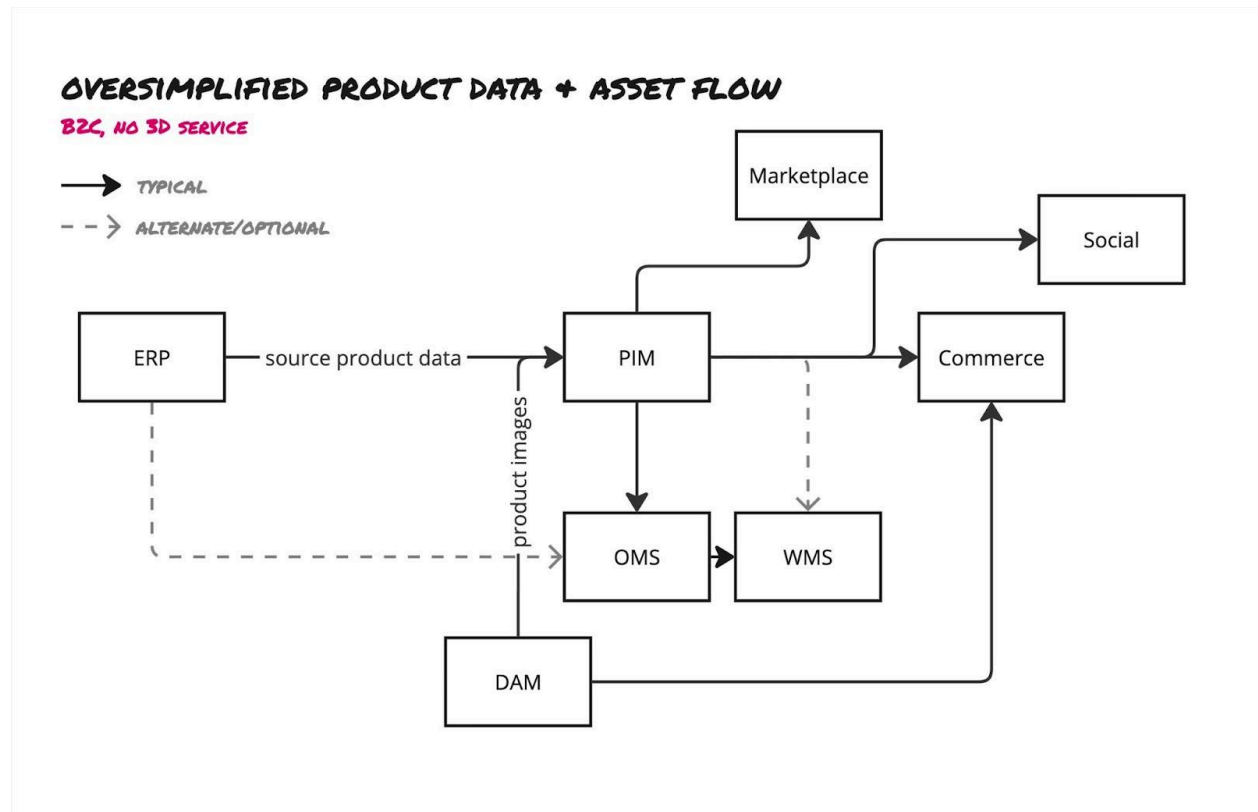 OVERSIMPLIFIED PRODUCT DATA & ASSET FLOW
B2C, NO 3D SERVICE
TYPICAL
ALTERNATE/OPTIONAL
Marketplace
Social
ERP
source product data
PIM
Commerce
product images
OMS
WMS
DAM